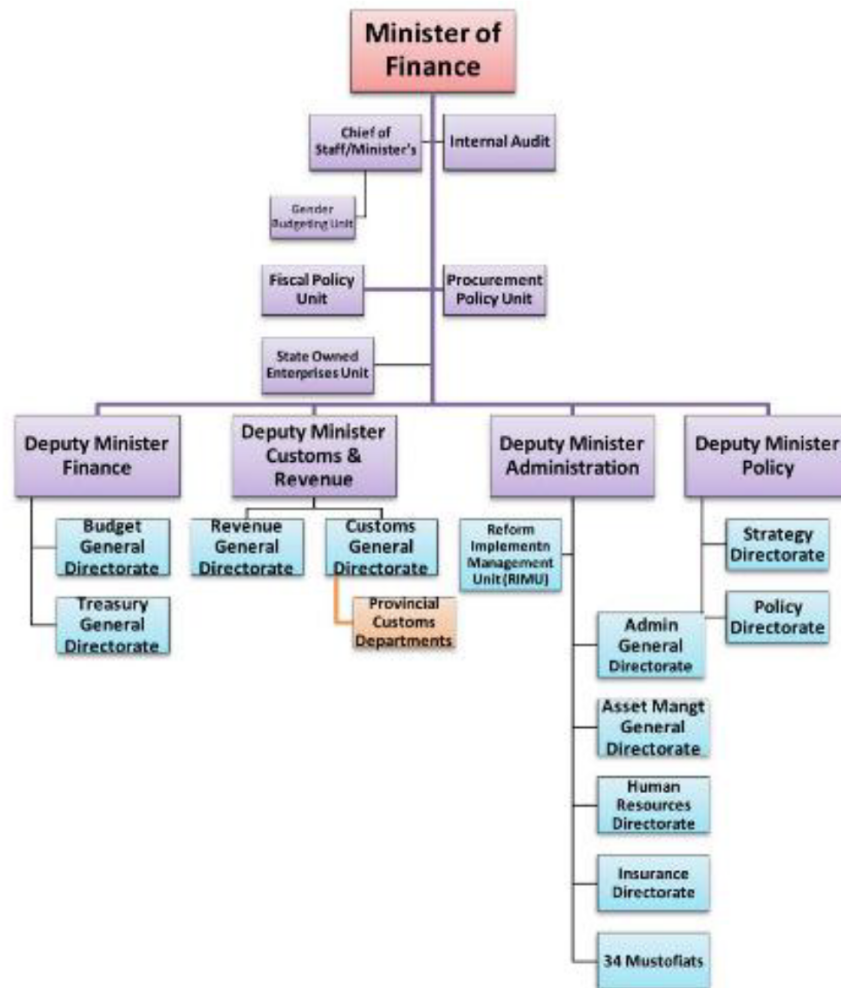 Minister of
Finance
Chief of
Staff/Minister's
Internal Audit
Gender
Budgeting Unit
Fiscal Policy
Unit
Procurement
Policy Unit
State Owned
Enterprises Unit
Deputy Minister
Finance
Deputy Minister
Customs &
Revenue
Deputy Minister
Administration
Deputy Minister
Policy
Budget
General
Directorate
Treasury
General
Directorate
Revenue
General
Directorate
Customs
General
Directorate
Provincial
Customs
Departments
Reform
Implementn
Management
Unit (RIMU)
Admin
General
Directorate
Asset Mangt
General
Directorate
Human
Resources
Directorate
Insurance
Directorate
34 Mustofiats
Strategy
Directorate
Policy
Directorate